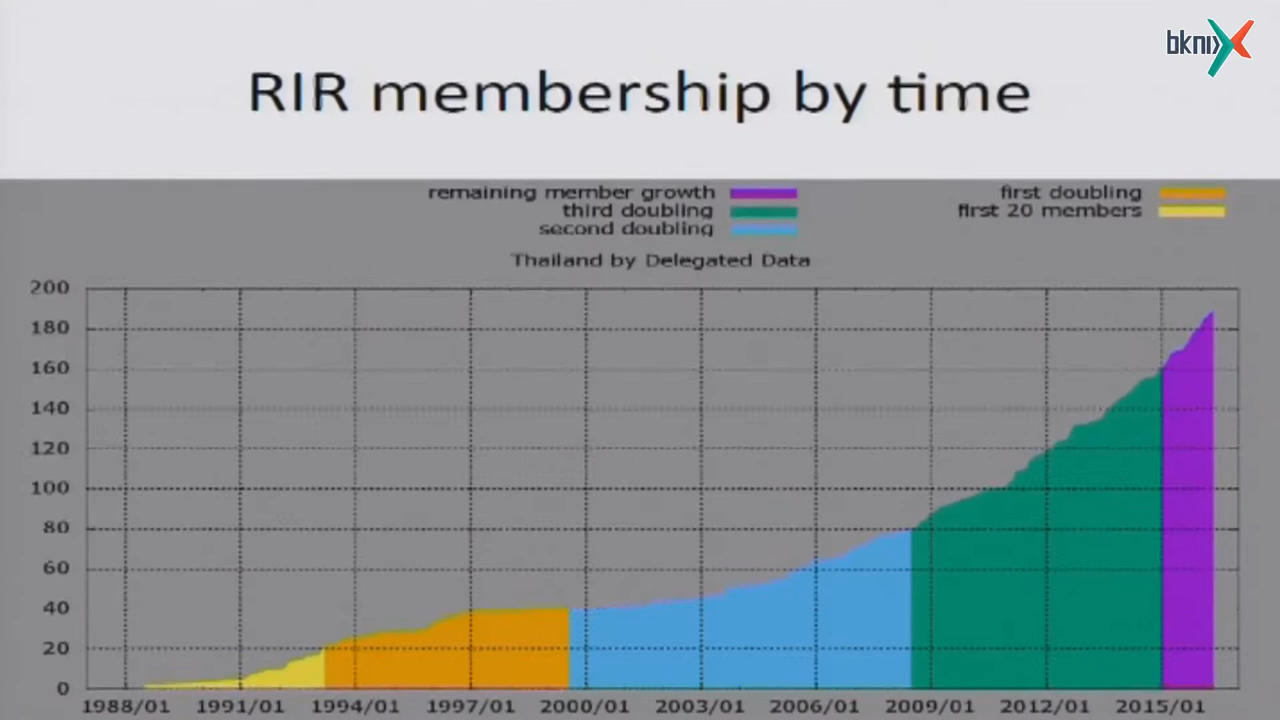 bknix
RIR membership by time
remaining member growth
third doubling
second doubling
first doubling
first 20 members
Thailand by Delegated Data
200
180
160
140
120
100
80
60
40
20
0
1988/01 1991/01 1994/01 1997/01 2000/01 2003/01 2006/01 2009/01 2012/01 2015/01